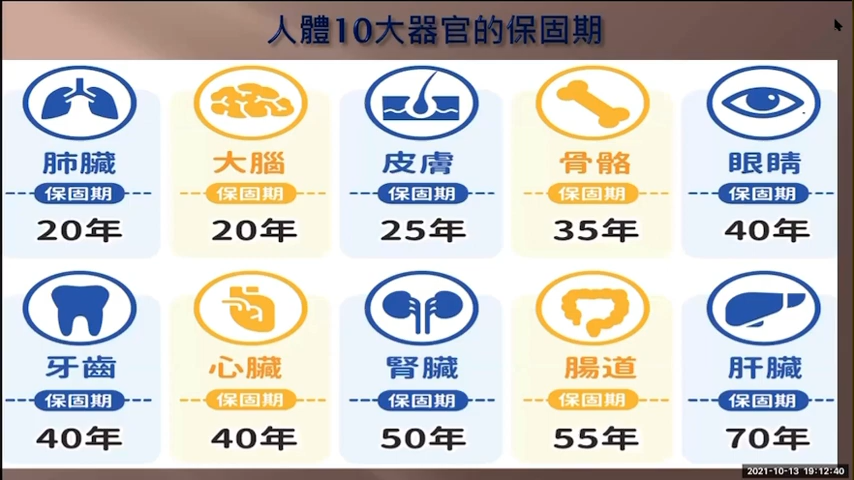 人體10大器官的保固期
肺臟 大腦 皮膚 骨骼 眼睛
保固期 保固期 保固期 保固期 保固期
20年 20年 25年 35年 40年
牙齒 心臟 腎臟 腸道 肝臟
保固期 保固期 保固期 保固期 保固期
40年 40年 50年 55年 70年
2021-10-13 19:12:40